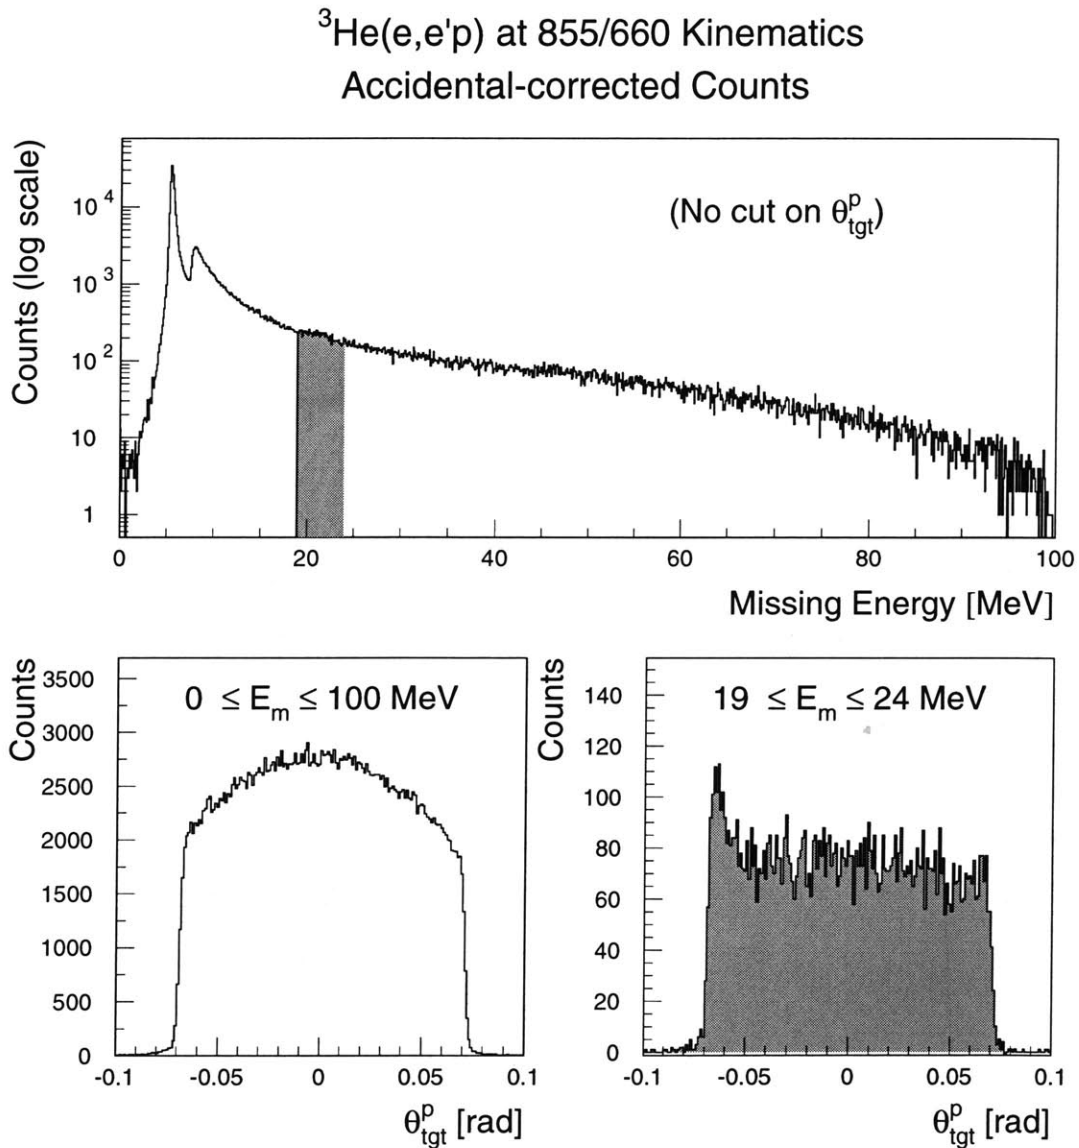 ³He(e,e'p) at 855/660 Kinematics
Accidental-corrected Counts
Counts (log scale)
(No cut on θᵖtgt)
10⁴
10³
10²
10
1
0 20 40 60 80 100
Missing Energy [MeV]
Counts
0 ≤ Em ≤ 100 MeV
3500
3000
2500
2000
1500
1000
500
0
-0.1 -0.05 0 0.05 0.1
θᵖtgt [rad]
Counts
19 ≤ Em ≤ 24 MeV
140
120
100
80
60
40
20
0
-0.1 -0.05 0 0.05 0.1
θᵖtgt [rad]